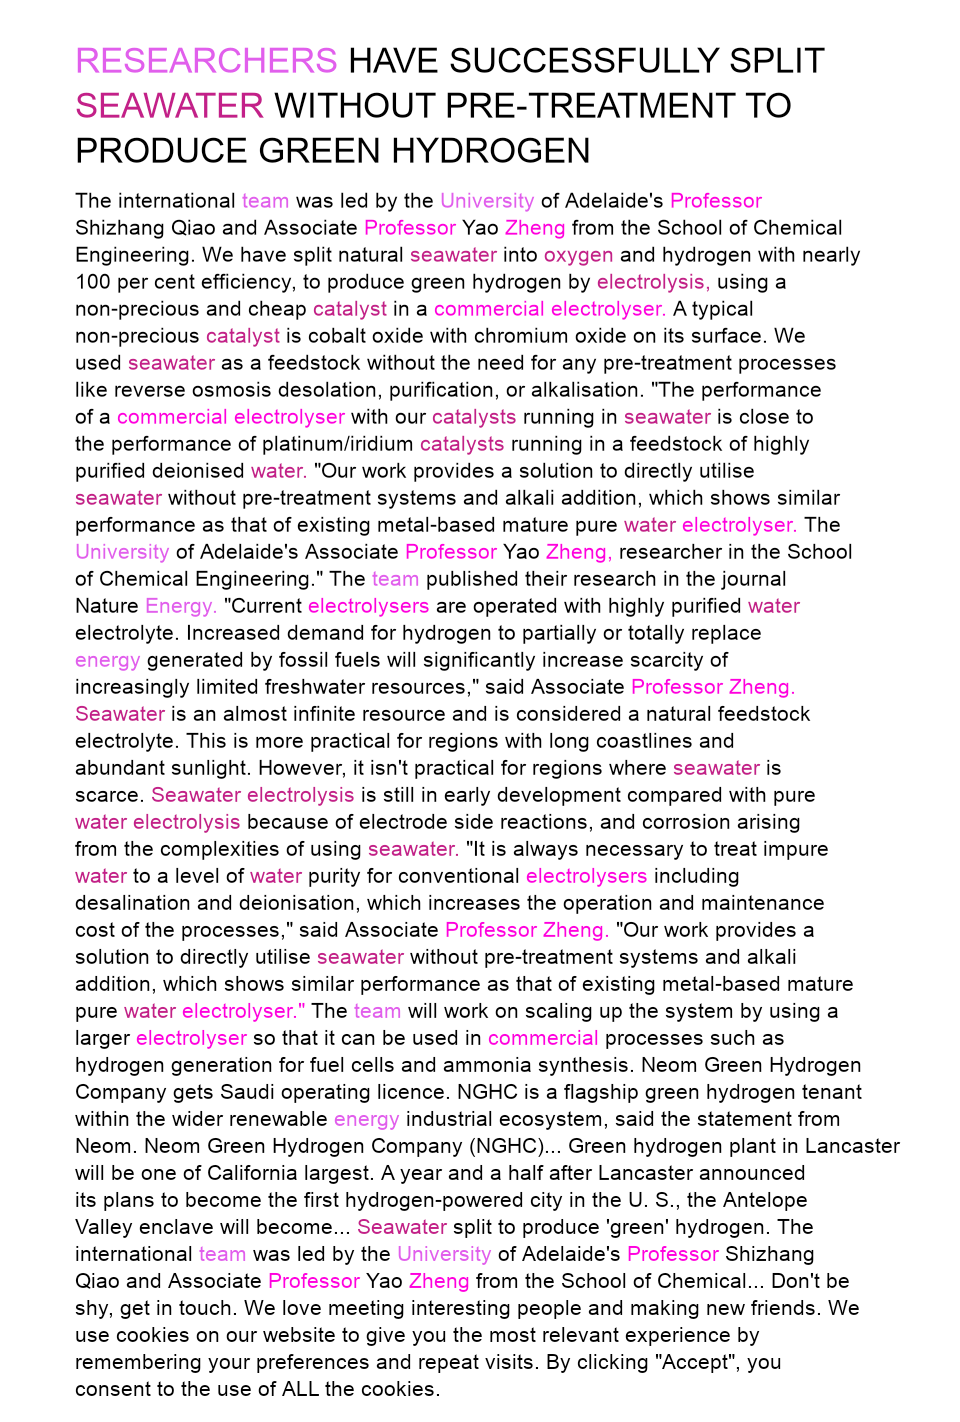 RESEARCHERS HAVE SUCCESSFULLY SPLIT
SEAWATER WITHOUT PRE-TREATMENT TO
PRODUCE GREEN HYDROGEN
The international team was led by the University of Adelaide's Professor
Shizhang Qiao and Associate Professor Yao Zheng from the School of Chemical
Engineering. We have split natural seawater into oxygen and hydrogen with nearly
100 per cent efficiency, to produce green hydrogen by electrolysis, using a
non-precious and cheap catalyst in a commercial electrolyser. A typical
non-precious catalyst is cobalt oxide with chromium oxide on its surface. We
used seawater as a feedstock without the need for any pre-treatment processes
like reverse osmosis desolation, purification, or alkalisation. "The performance
of a commercial electrolyser with our catalysts running in seawater is close to
the performance of platinum/iridium catalysts running in a feedstock of highly
purified deionised water. "Our work provides a solution to directly utilise
seawater without pre-treatment systems and alkali addition, which shows similar
performance as that of existing metal-based mature pure water electrolyser. The
University of Adelaide's Associate Professor Yao Zheng, researcher in the School
of Chemical Engineering." The team published their research in the journal
Nature Energy. "Current electrolysers are operated with highly purified water
electrolyte. Increased demand for hydrogen to partially or totally replace
energy generated by fossil fuels will significantly increase scarcity of
increasingly limited freshwater resources," said Associate Professor Zheng.
Seawater is an almost infinite resource and is considered a natural feedstock
electrolyte. This is more practical for regions with long coastlines and
abundant sunlight. However, it isn't practical for regions where seawater is
scarce. Seawater electrolysis is still in early development compared with pure
water electrolysis because of electrode side reactions, and corrosion arising
from the complexities of using seawater. "It is always necessary to treat impure
water to a level of water purity for conventional electrolysers including
desalination and deionisation, which increases the operation and maintenance
cost of the processes," said Associate Professor Zheng. "Our work provides a
solution to directly utilise seawater without pre-treatment systems and alkali
addition, which shows similar performance as that of existing metal-based mature
pure water electrolyser." The team will work on scaling up the system by using a
larger electrolyser so that it can be used in commercial processes such as
hydrogen generation for fuel cells and ammonia synthesis. Neom Green Hydrogen
Company gets Saudi operating licence. NGHC is a flagship green hydrogen tenant
within the wider renewable energy industrial ecosystem, said the statement from
Neom. Neom Green Hydrogen Company (NGHC)... Green hydrogen plant in Lancaster
will be one of California largest. A year and a half after Lancaster announced
its plans to become the first hydrogen-powered city in the U. S., the Antelope
Valley enclave will become... Seawater split to produce 'green' hydrogen. The
international team was led by the University of Adelaide's Professor Shizhang
Qiao and Associate Professor Yao Zheng from the School of Chemical... Don't be
shy, get in touch. We love meeting interesting people and making new friends. We
use cookies on our website to give you the most relevant experience by
remembering your preferences and repeat visits. By clicking "Accept", you
consent to the use of ALL the cookies.